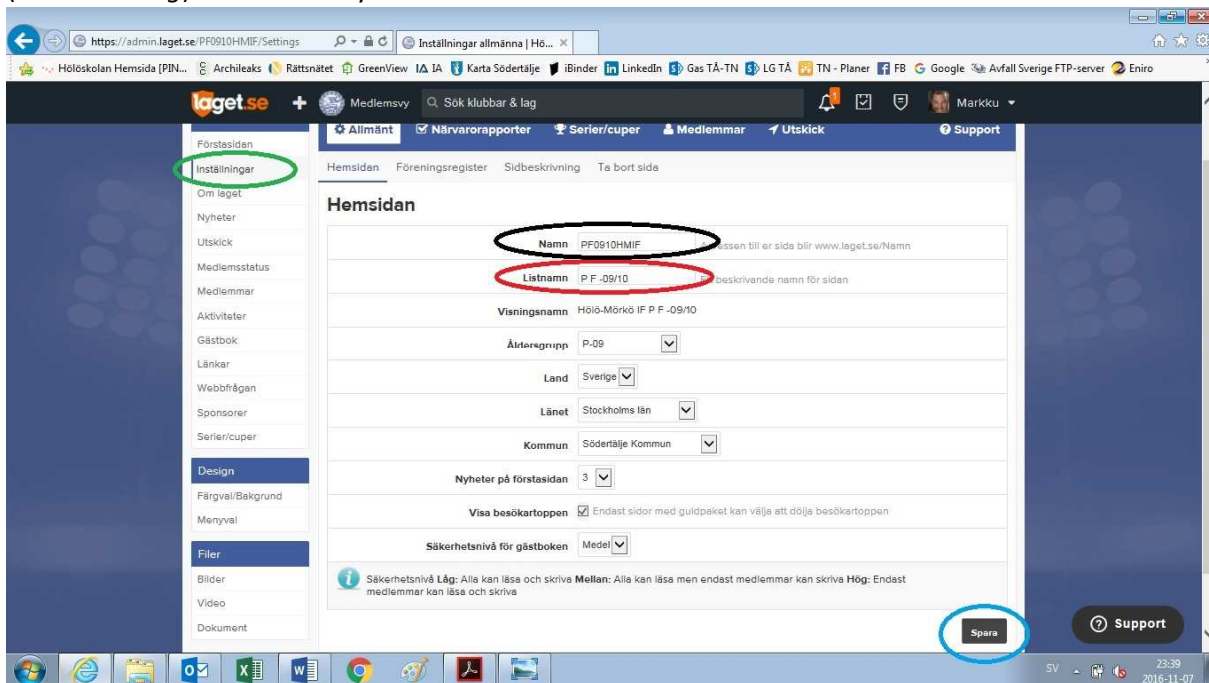 https://admin.laget.se/PF0910HMIF/Settings
Inställningar allmänna | Hö...
Hölöskolan Hemsida [PIN... Archileaks Rättsnätet GreenView IA Karta Södertälje iBinder LinkedIn Gas TÅ-TN LG TÅ TN - Planer FB Google Avfall Sverige FTP-server Eniro
laget.se + Medlemsvy Sök klubbar & lag 1 Markku
Allmänt Närvarorapporter Serier/cuper Medlemmar Utskick Support
Förstasidan
Inställningar
Om laget
Nyheter
Utskick
Medlemsstatus
Medlemmar
Aktiviteter
Gästbok
Länkar
Webbfrågan
Sponsorer
Serier/cuper
Design
Färgval/Bakgrund
Menyval
Filer
Bilder
Video
Dokument
Hemsidan Föreningsregister Sidbeskrivning Ta bort sida
Hemsidan
Namn PF0910HMIF till er sida blir www.laget.se/Namn
Listnamn P F -09/10 beskrivande namn för sidan
Visningsnamn Hölö-Mörkö IF P F -09/10
Åldersgrupp P-09
Land Sverige
Länet Stockholms län
Kommun Södertälje Kommun
Nyheter på förstasidan 3
Visa besökartoppen Endast sidor med guldpaket kan välja att dölja besökartoppen
Säkerhetsnivå för gästboken Medel
Säkerhetsnivå Låg: Alla kan läsa och skriva Mellan: Alla kan läsa men endast medlemmar kan skriva Hög: Endast
medlemmar kan läsa och skriva
Spara
Support
SV
23:39
2016-11-07